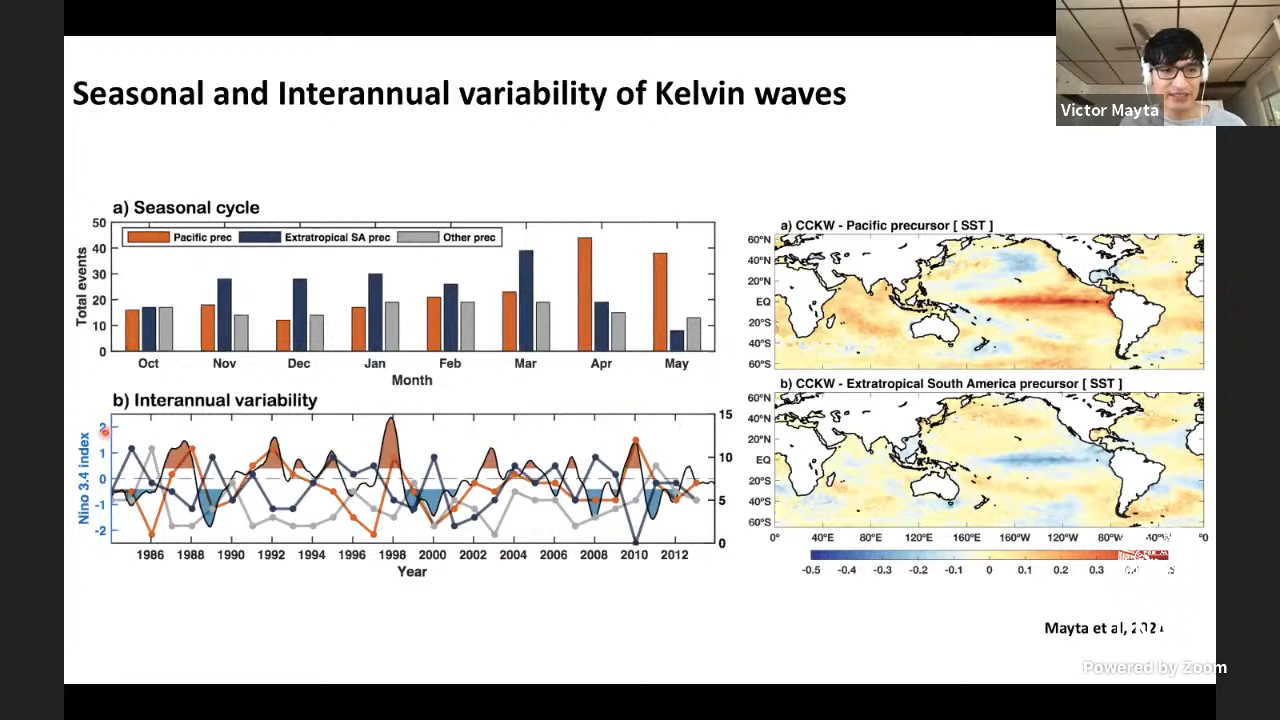 Seasonal and Interannual variability of Kelvin waves
Victor Mayta
a) Seasonal cycle
50
40
30
20
10
0
Total events
Pacific prec
Extratropical SA prec
Other prec
Oct Nov Dec Jan Feb Mar Apr May
Month
b) Interannual variability
2
1
0
-1
-2
Nino 3.4 index
15
10
5
0
1986 1988 1990 1992 1994 1996 1998 2000 2002 2004 2006 2008 2010 2012
Year
a) CCKW - Pacific precursor [ SST ]
60°N
40°N
20°N
EQ
20°S
40°S
60°S
b) CCKW - Extratropical South America precursor [ SST ]
60°N
40°N
20°N
EQ
20°S
40°S
60°S
0° 40°E 80°E 120°E 160°E 160°W 120°W 80°W 40°W 0
-0.5 -0.4 -0.3 -0.2 -0.1 0 0.1 0.2 0.3
Mayta et al,
Powered by Zoom